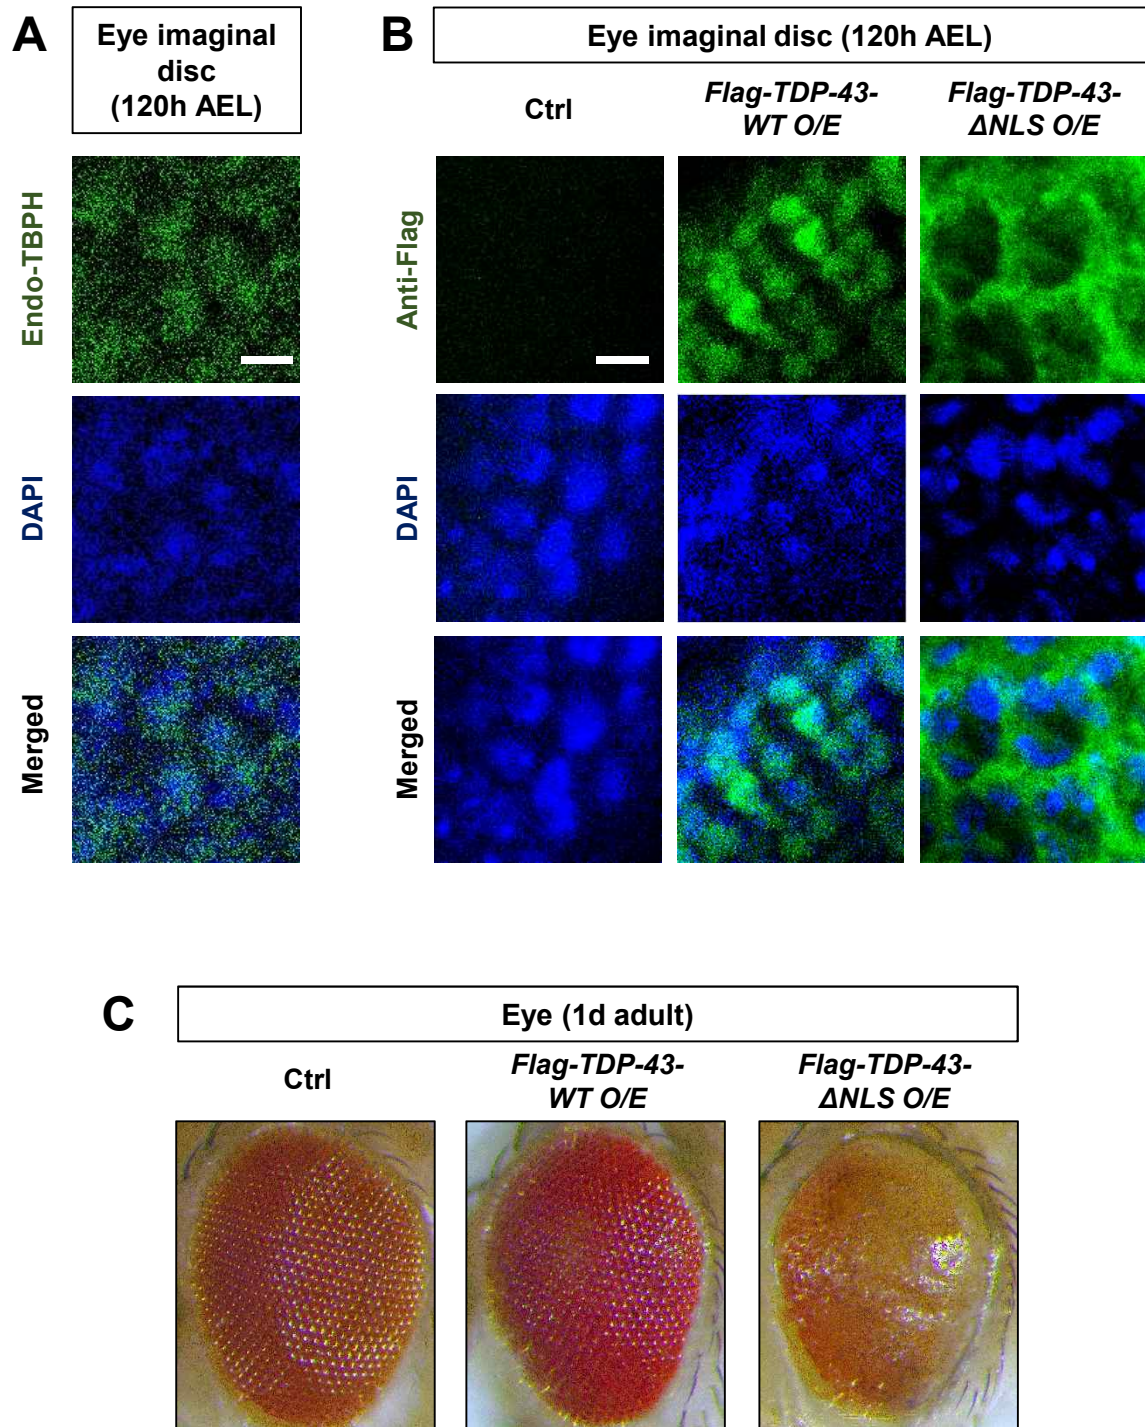 A
Eye imaginal
disc
(120h AEL)
Endo-TBPH
DAPI
Merged
B
Eye imaginal disc (120h AEL)
Ctrl
Flag-TDP-43-
WT O/E
Flag-TDP-43-
ΔNLS O/E
Anti-Flag
DAPI
Merged
C
Eye (1d adult)
Ctrl
Flag-TDP-43-
WT O/E
Flag-TDP-43-
ΔNLS O/E